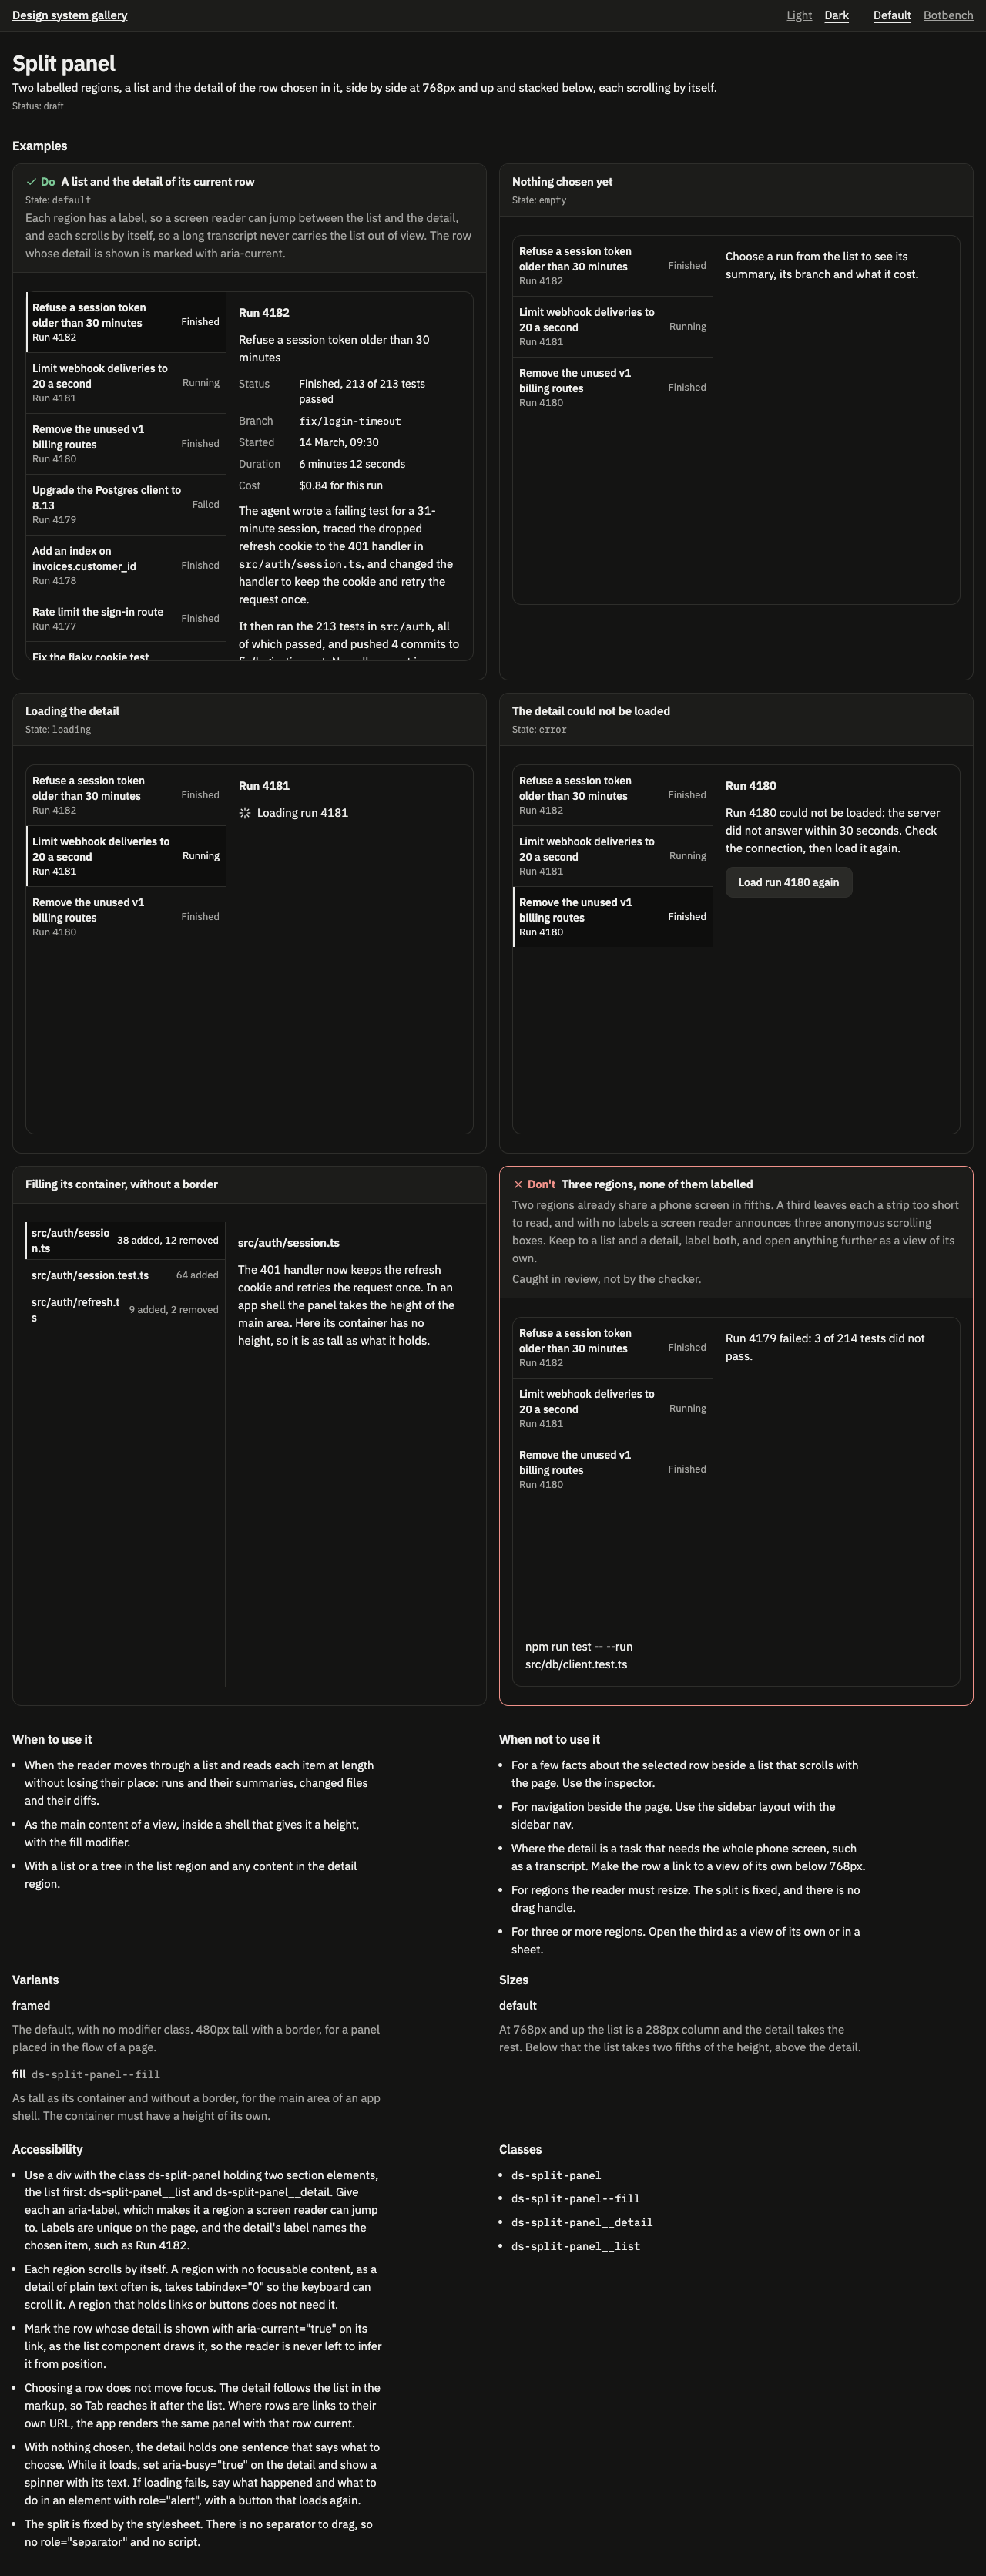 Design system gallery
Light Dark Default Botbench
Split panel
Two labelled regions, a list and the detail of the row chosen in it, side by side at 768px and up and stacked below, each scrolling by itself.
Status: draft
Examples
Do A list and the detail of its current row
State: default
Each region has a label, so a screen reader can jump between the list and the detail,
and each scrolls by itself, so a long transcript never carries the list out of view. The row
whose detail is shown is marked with aria-current.
Refuse a session token
older than 30 minutes
Finished
Run 4182
Limit webhook deliveries to
20 a second
Running
Run 4181
Remove the unused v1
billing routes
Finished
Run 4180
Upgrade the Postgres client to
8.13
Failed
Run 4179
Add an index on
invoices.customer_id
Finished
Run 4178
Rate limit the sign-in route
Finished
Run 4177
Fix the flaky cookie test
Run 4182
Refuse a session token older than 30
minutes
Status Finished, 213 of 213 tests
passed
Branch fix/login-timeout
Started 14 March, 09:30
Duration 6 minutes 12 seconds
Cost $0.84 for this run
The agent wrote a failing test for a 31-
minute session, traced the dropped
refresh cookie to the 401 handler in
src/auth/session.ts, and changed the
handler to keep the cookie and retry the
request once.
It then ran the 213 tests in src/auth, all
of which passed, and pushed 4 commits to
Nothing chosen yet
State: empty
Refuse a session token
older than 30 minutes
Finished
Run 4182
Limit webhook deliveries to
20 a second
Running
Run 4181
Remove the unused v1
billing routes
Finished
Run 4180
Choose a run from the list to see its
summary, its branch and what it cost.
Loading the detail
State: loading
Refuse a session token
older than 30 minutes
Finished
Run 4182
Limit webhook deliveries to
20 a second
Running
Run 4181
Remove the unused v1
billing routes
Finished
Run 4180
Run 4181
Loading run 4181
The detail could not be loaded
State: error
Refuse a session token
older than 30 minutes
Finished
Run 4182
Limit webhook deliveries to
20 a second
Running
Run 4181
Remove the unused v1
billing routes
Finished
Run 4180
Run 4180
Run 4180 could not be loaded: the server
did not answer within 30 seconds. Check
the connection, then load it again.
Load run 4180 again
Filling its container, without a border
src/auth/sessio
n.ts
38 added, 12 removed
src/auth/session.test.ts
64 added
src/auth/refresh.t
s
9 added, 2 removed
src/auth/session.ts
The 401 handler now keeps the refresh
cookie and retries the request once. In an
app shell the panel takes the height of the
main area. Here its container has no
height, so it is as tall as what it holds.
Don't Three regions, none of them labelled
Two regions already share a phone screen in fifths. A third leaves each a strip too short
to read, and with no labels a screen reader announces three anonymous scrolling
boxes. Keep to a list and a detail, label both, and open anything further as a view of its
own.
Caught in review, not by the checker.
Refuse a session token
older than 30 minutes
Finished
Run 4182
Limit webhook deliveries to
20 a second
Running
Run 4181
Remove the unused v1
billing routes
Finished
Run 4180
Run 4179 failed: 3 of 214 tests did not
pass.
npm run test -- --run
src/db/client.test.ts
When to use it
When the reader moves through a list and reads each item at length
without losing their place: runs and their summaries, changed files
and their diffs.
As the main content of a view, inside a shell that gives it a height,
with the fill modifier.
With a list or a tree in the list region and any content in the detail
region.
When not to use it
For a few facts about the selected row beside a list that scrolls with
the page. Use the inspector.
For navigation beside the page. Use the sidebar layout with the
sidebar nav.
Where the detail is a task that needs the whole phone screen, such
as a transcript. Make the row a link to a view of its own below 768px.
For regions the reader must resize. The split is fixed, and there is no
drag handle.
For three or more regions. Open the third as a view of its own or in a
sheet.
Variants
framed
The default, with no modifier class. 480px tall with a border, for a panel
placed in the flow of a page.
fill ds-split-panel--fill
As tall as its container and without a border, for the main area of an app
shell. The container must have a height of its own.
Sizes
default
At 768px and up the list is a 288px column and the detail takes the
rest. Below that the list takes two fifths of the height, above the detail.
Accessibility
Use a div with the class ds-split-panel holding two section elements,
the list first: ds-split-panel__list and ds-split-panel__detail. Give
each an aria-label, which makes it a region a screen reader can jump
to. Labels are unique on the page, and the detail's label names the
chosen item, such as Run 4182.
Each region scrolls by itself. A region with no focusable content, as a
detail of plain text often is, takes tabindex="0" so the keyboard can
scroll it. A region that holds links or buttons does not need it.
Mark the row whose detail is shown with aria-current="true" on its
link, as the list component draws it, so the reader is never left to infer
it from position.
Choosing a row does not move focus. The detail follows the list in the
markup, so Tab reaches it after the list. Where rows are links to their
own URL, the app renders the same panel with that row current.
With nothing chosen, the detail holds one sentence that says what to
choose. While it loads, set aria-busy="true" on the detail and show a
spinner with its text. If loading fails, say what happened and what to
do in an element with role="alert", with a button that loads again.
The split is fixed by the stylesheet. There is no separator to drag, so
no role="separator" and no script.
Classes
ds-split-panel
ds-split-panel--fill
ds-split-panel__detail
ds-split-panel__list